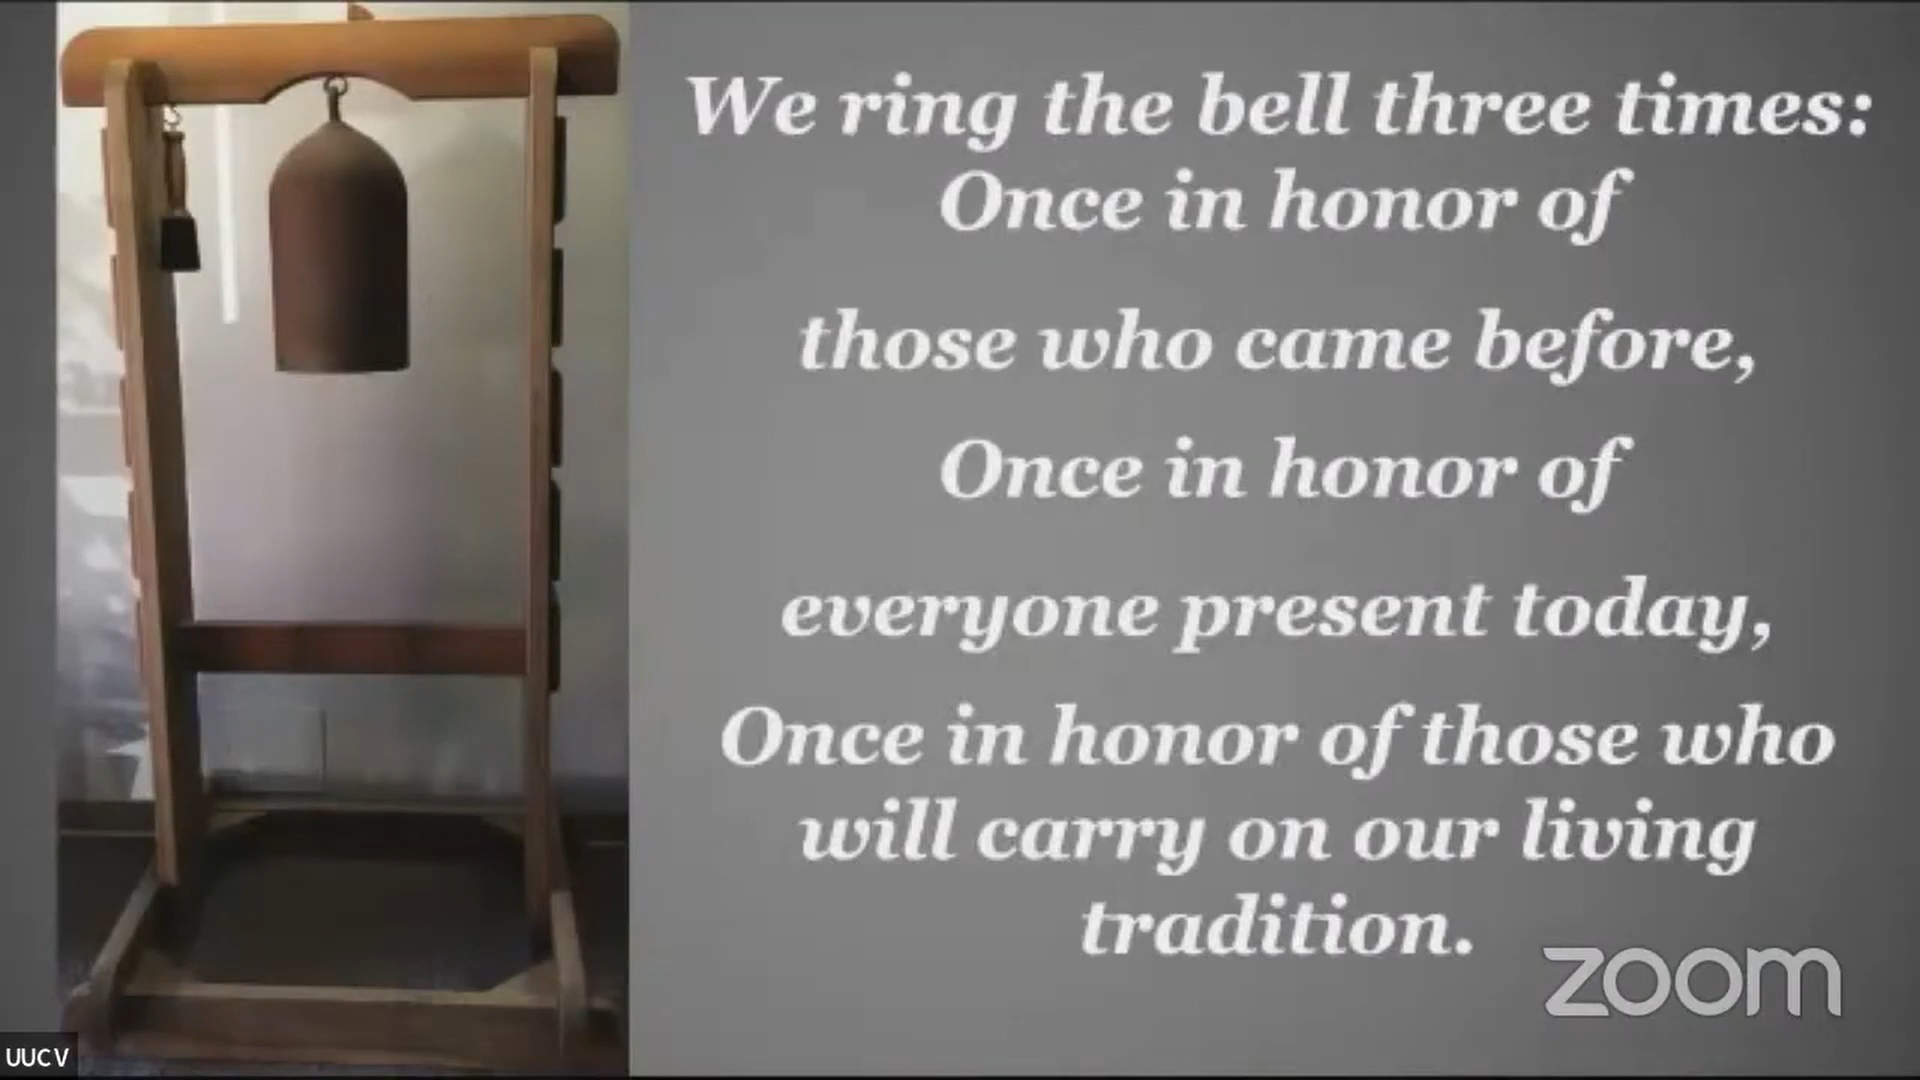 We ring the bell three times:
Once in honor of
those who came before,
Once in honor of
everyone present today,
Once in honor of those who
will carry on our living
tradition.
zoom
UUCV